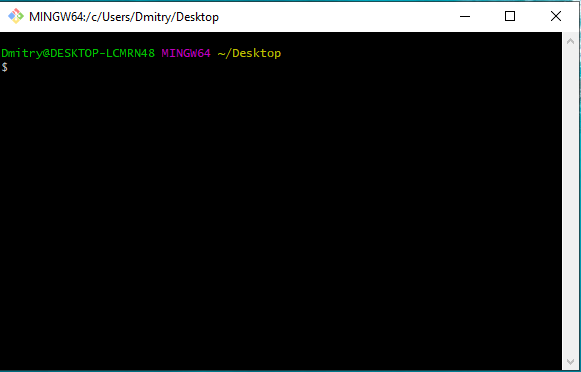 MINGW64:/c/Users/Dmitry/Desktop
Dmitry@DESKTOP-LCMRN48 MINGW64 ~/Desktop
$